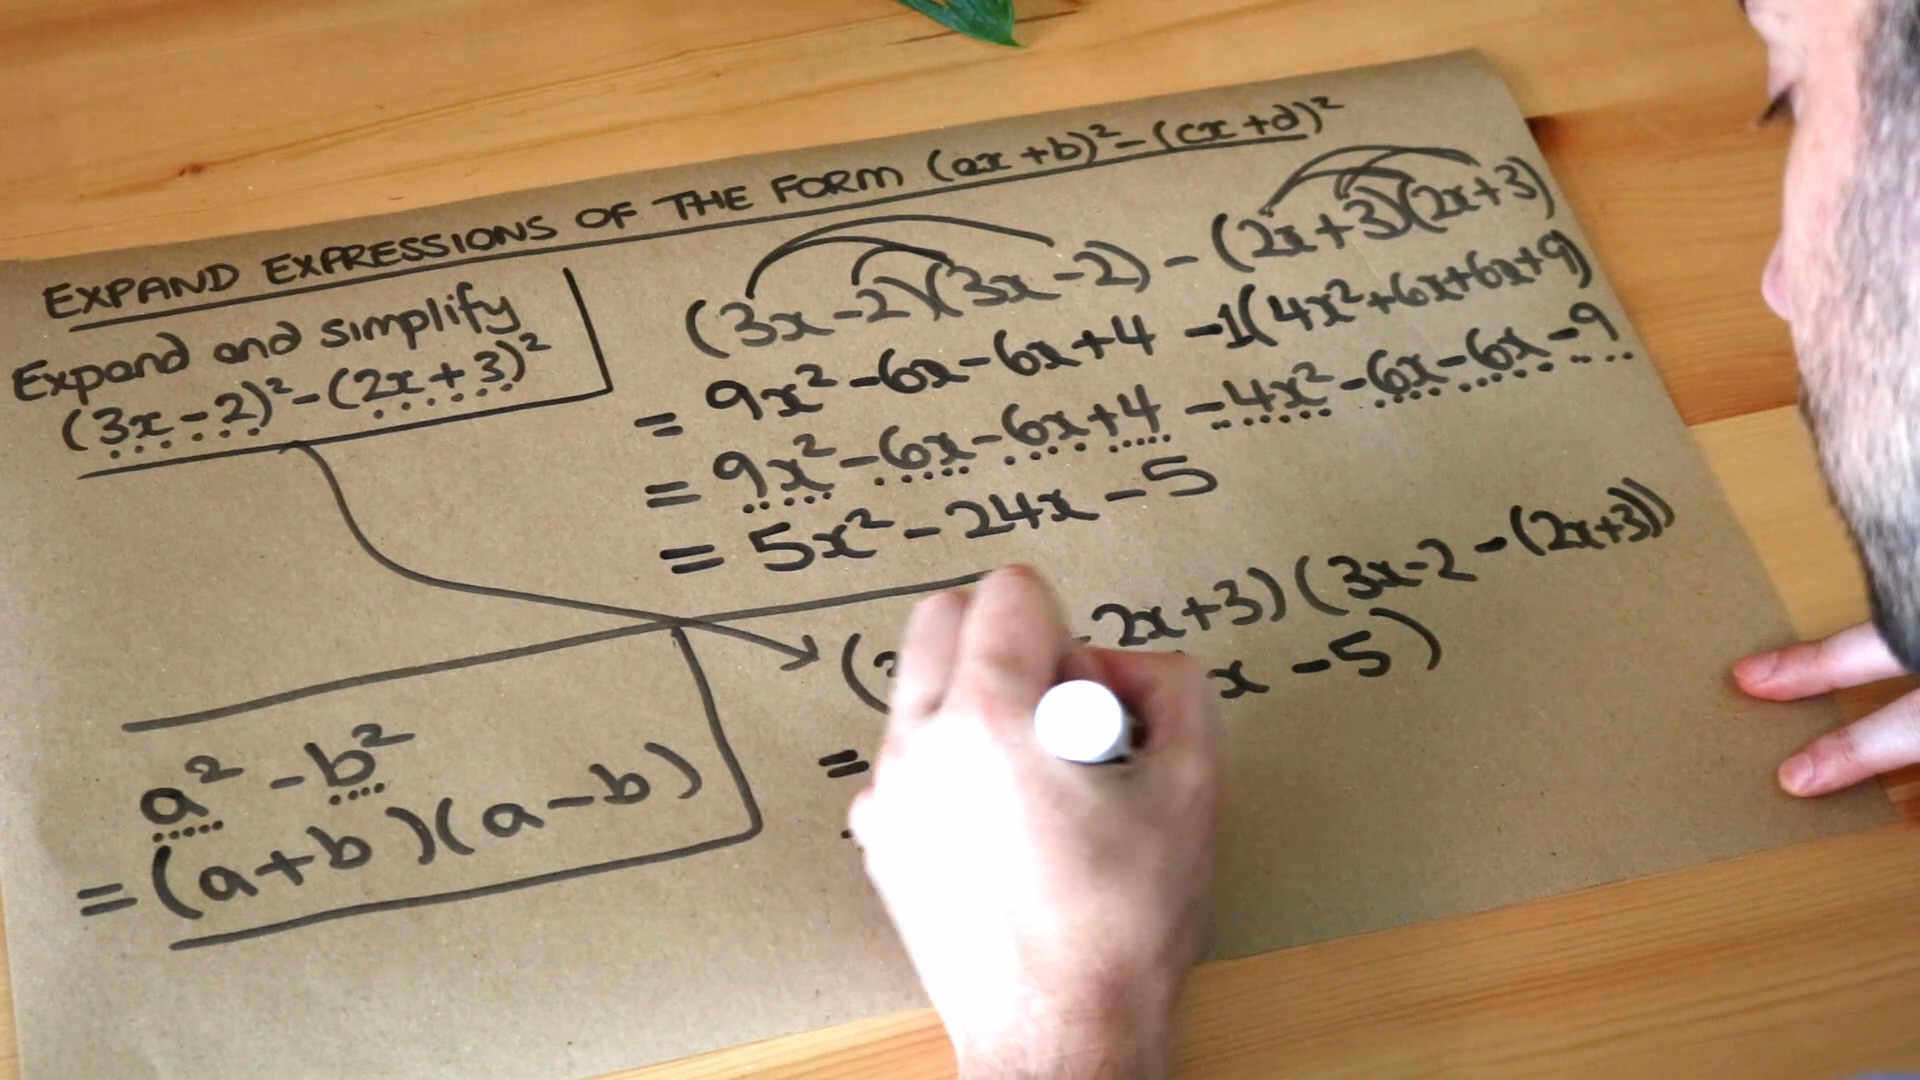 EXPAND EXPRESSIONS OF THE FORM (ax+b)² - (cx+d)²
Expand and simplify
(3x-2)² - (2x+3)²
(3x-2)(3x-2) - (2x+3)(2x+3)
= 9x² - 6x - 6x + 4 - 1(4x² + 6x + 6x + 9)
= 9x² - 6x - 6x + 4 - 4x² - 6x - 6x - 9
= 5x² - 24x - 5
a² - b²
= (a+b)(a-b)
( 2x+3)(3x-2-(2x+3))
= x - 5)